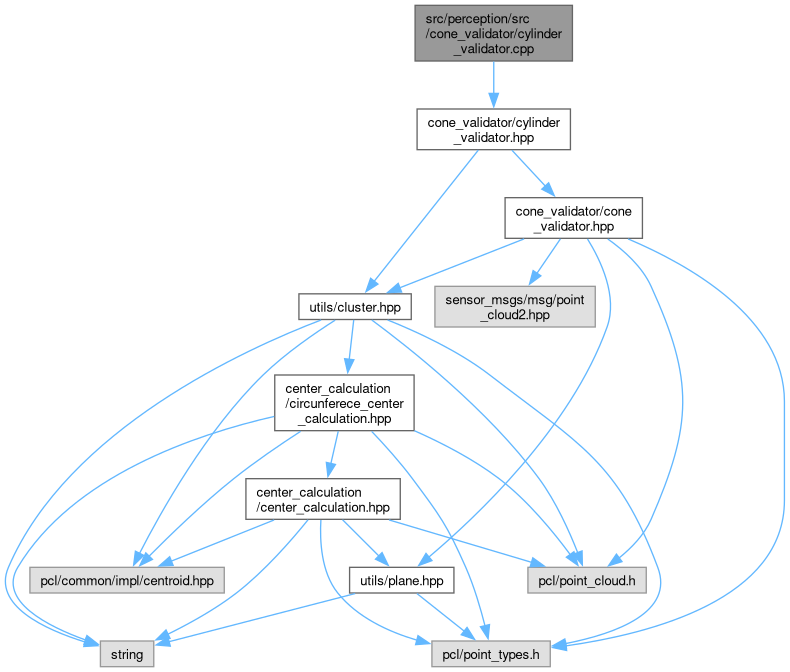 src/perception/src
/cone_validator/cylinder
_validator.cpp
cone_validator/cylinder
_validator.hpp
cone_validator/cone
_validator.hpp
utils/cluster.hpp
sensor_msgs/msg/point
_cloud2.hpp
center_calculation
/circunferece_center
_calculation.hpp
center_calculation
/center_calculation.hpp
pcl/common/impl/centroid.hpp
utils/plane.hpp
pcl/point_cloud.h
string
pcl/point_types.h